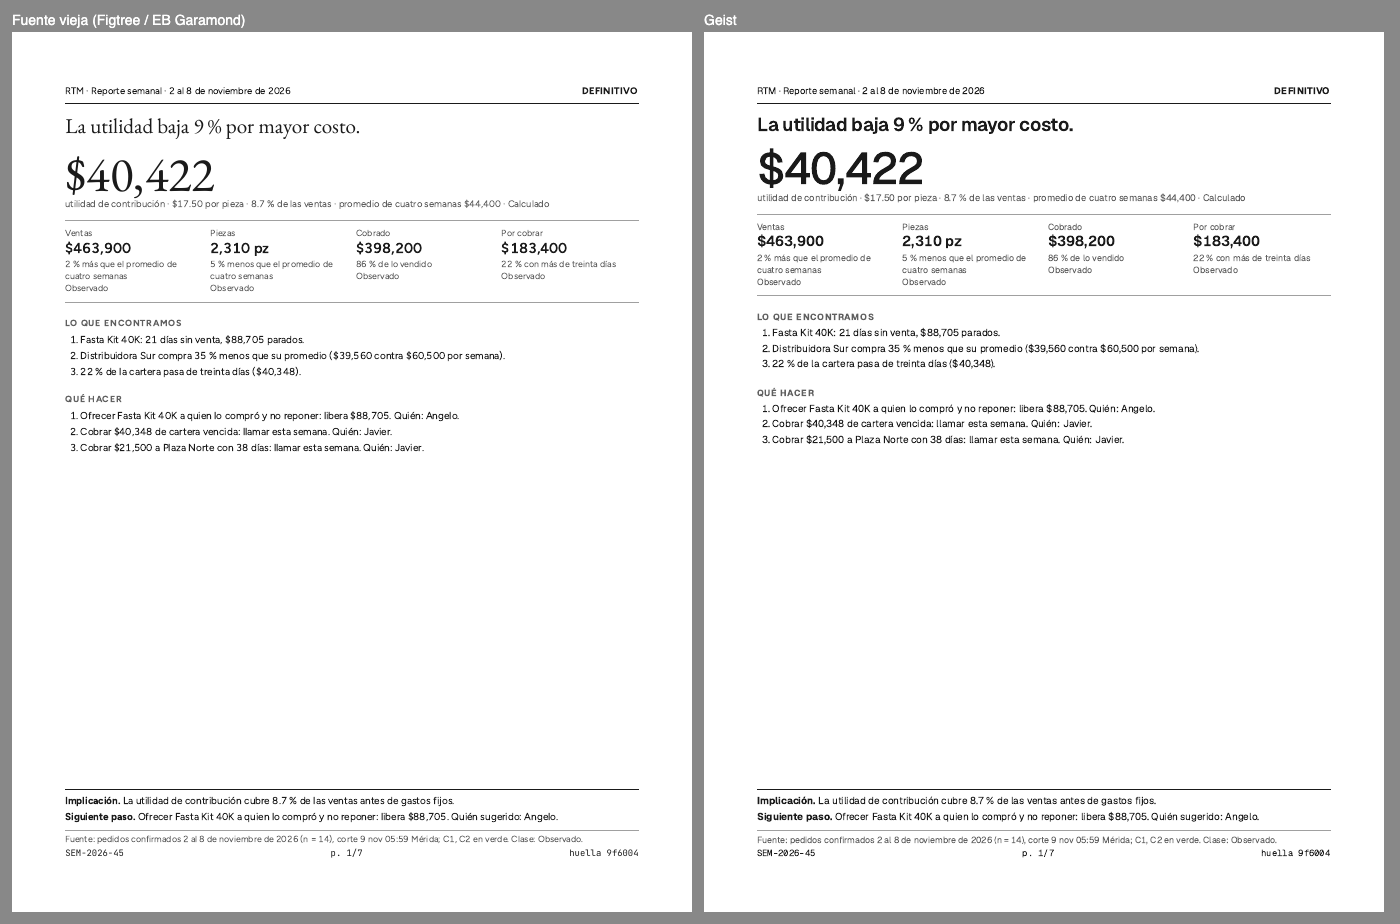 Fuente vieja (Figtree / EB Garamond)
RTM · Reporte semanal · 2 al 8 de noviembre de 2026 DEFINITIVO
La utilidad baja 9 % por mayor costo.
$40,422
utilidad de contribución · $17.50 por pieza · 8.7 % de las ventas · promedio de cuatro semanas $44,400 · Calculado
Ventas
$463,900
2 % más que el promedio de
cuatro semanas
Observado
Piezas
2,310 pz
5 % menos que el promedio de
cuatro semanas
Observado
Cobrado
$398,200
86 % de lo vendido
Observado
Por cobrar
$183,400
22 % con más de treinta días
Observado
LO QUE ENCONTRAMOS
1. Fasta Kit 40K: 21 días sin venta, $88,705 parados.
2. Distribuidora Sur compra 35 % menos que su promedio ($39,560 contra $60,500 por semana).
3. 22 % de la cartera pasa de treinta días ($40,348).
QUÉ HACER
1. Ofrecer Fasta Kit 40K a quien lo compró y no reponer: libera $88,705. Quién: Angelo.
2. Cobrar $40,348 de cartera vencida: llamar esta semana. Quién: Javier.
3. Cobrar $21,500 a Plaza Norte con 38 días: llamar esta semana. Quién: Javier.
Implicación. La utilidad de contribución cubre 8.7 % de las ventas antes de gastos fijos.
Siguiente paso. Ofrecer Fasta Kit 40K a quien lo compró y no reponer: libera $88,705. Quién sugerido: Angelo.
Fuente: pedidos confirmados 2 al 8 de noviembre de 2026 (n = 14), corte 9 nov 05:59 Mérida; C1, C2 en verde. Clase: Observado.
SEM-2026-45 p. 1/7 huella 9f6004
Geist
RTM · Reporte semanal · 2 al 8 de noviembre de 2026 DEFINITIVO
La utilidad baja 9 % por mayor costo.
$40,422
utilidad de contribución · $17.50 por pieza · 8.7 % de las ventas · promedio de cuatro semanas $44,400 · Calculado
Ventas
$463,900
2 % más que el promedio de
cuatro semanas
Observado
Piezas
2,310 pz
5 % menos que el promedio de
cuatro semanas
Observado
Cobrado
$398,200
86 % de lo vendido
Observado
Por cobrar
$183,400
22 % con más de treinta días
Observado
LO QUE ENCONTRAMOS
1. Fasta Kit 40K: 21 días sin venta, $88,705 parados.
2. Distribuidora Sur compra 35 % menos que su promedio ($39,560 contra $60,500 por semana).
3. 22 % de la cartera pasa de treinta días ($40,348).
QUÉ HACER
1. Ofrecer Fasta Kit 40K a quien lo compró y no reponer: libera $88,705. Quién: Angelo.
2. Cobrar $40,348 de cartera vencida: llamar esta semana. Quién: Javier.
3. Cobrar $21,500 a Plaza Norte con 38 días: llamar esta semana. Quién: Javier.
Implicación. La utilidad de contribución cubre 8.7 % de las ventas antes de gastos fijos.
Siguiente paso. Ofrecer Fasta Kit 40K a quien lo compró y no reponer: libera $88,705. Quién sugerido: Angelo.
Fuente: pedidos confirmados 2 al 8 de noviembre de 2026 (n = 14), corte 9 nov 05:59 Mérida; C1, C2 en verde. Clase: Observado.
SEM-2026-45 p. 1/7 huella 9f6004